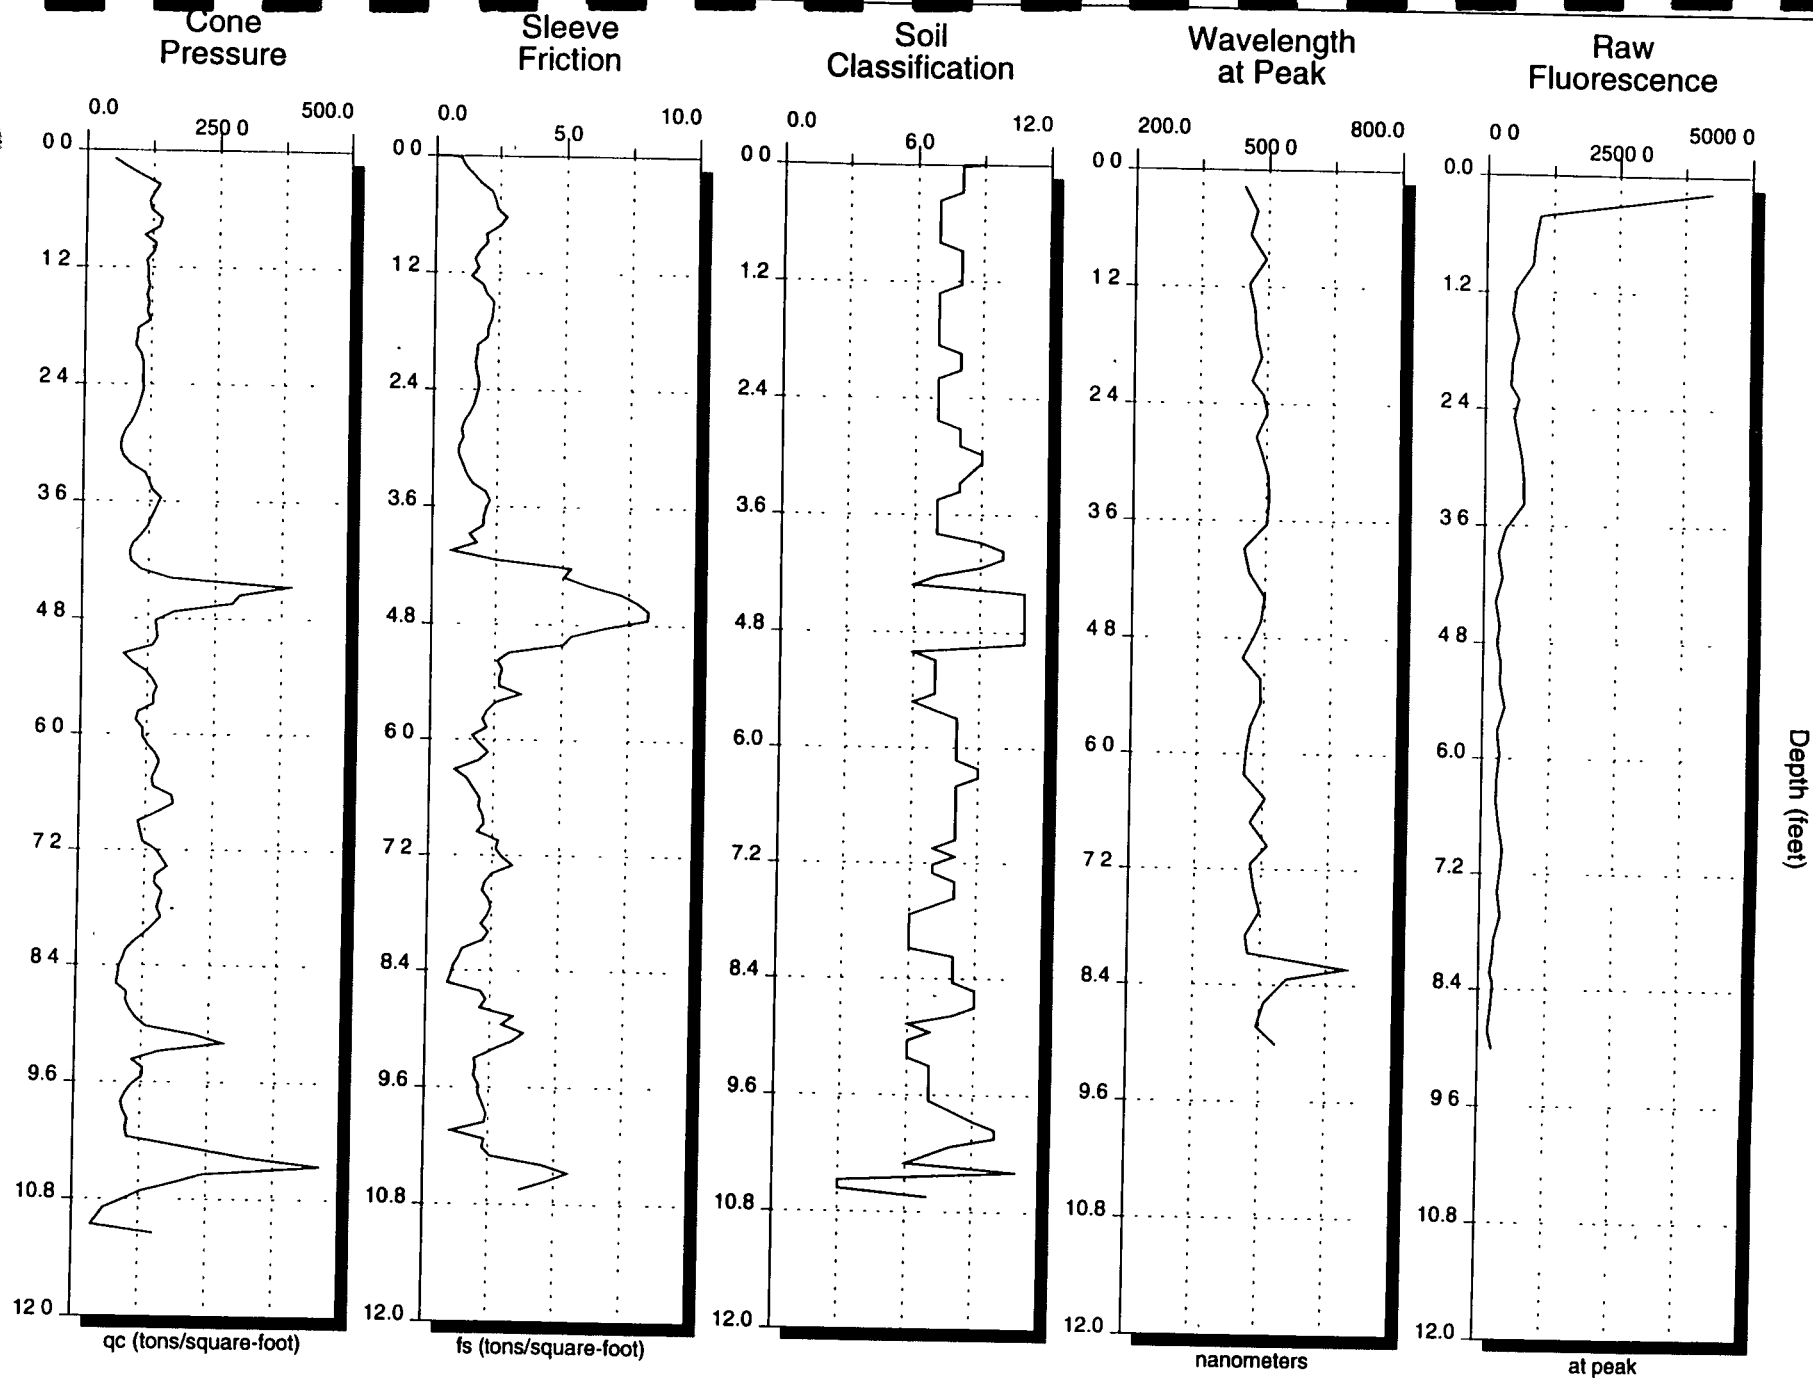 Cone
Pressure
0.0 250.0 500.0
0 0
1 2
2 4
3 6
4 8
6 0
7 2
8 4
9.6
10.8
12 0
qc (tons/square-foot)
Sleeve
Friction
0.0 5.0 10.0
0 0
1 2
2.4
3.6
4.8
6 0
7 2
8.4
9.6
10.8
12.0
fs (tons/square-foot)
Soil
Classification
0.0 6.0 12.0
0 0
1.2
2.4
3.6
4.8
6.0
7.2
8.4
9.6
10.8
12.0
Wavelength
at Peak
200.0 500 0 800.0
0 0
1 2
2 4
3 6
4 8
6 0
7 2
8.4
9.6
10.8
12.0
nanometers
Raw
Fluorescence
0 0 2500 0 5000 0
0.0
1.2
2 4
3 6
4.8
6.0
7.2
8.4
9 6
10.8
12.0
at peak
Depth (feet)